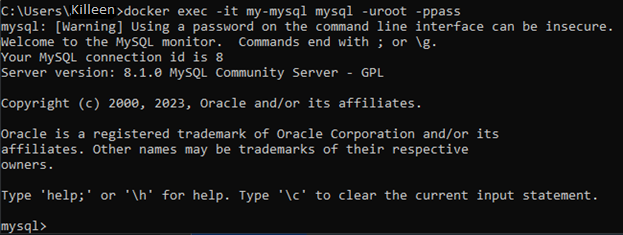 C:\Users\Killeen>docker exec -it my-mysql mysql -uroot -ppass
mysql: [Warning] Using a password on the command line interface can be insecure.
Welcome to the MySQL monitor.  Commands end with ; or \g.
Your MySQL connection id is 8
Server version: 8.1.0 MySQL Community Server - GPL

Copyright (c) 2000, 2023, Oracle and/or its affiliates.

Oracle is a registered trademark of Oracle Corporation and/or its
affiliates. Other names may be trademarks of their respective
owners.

Type 'help;' or '\h' for help. Type '\c' to clear the current input statement.

mysql>